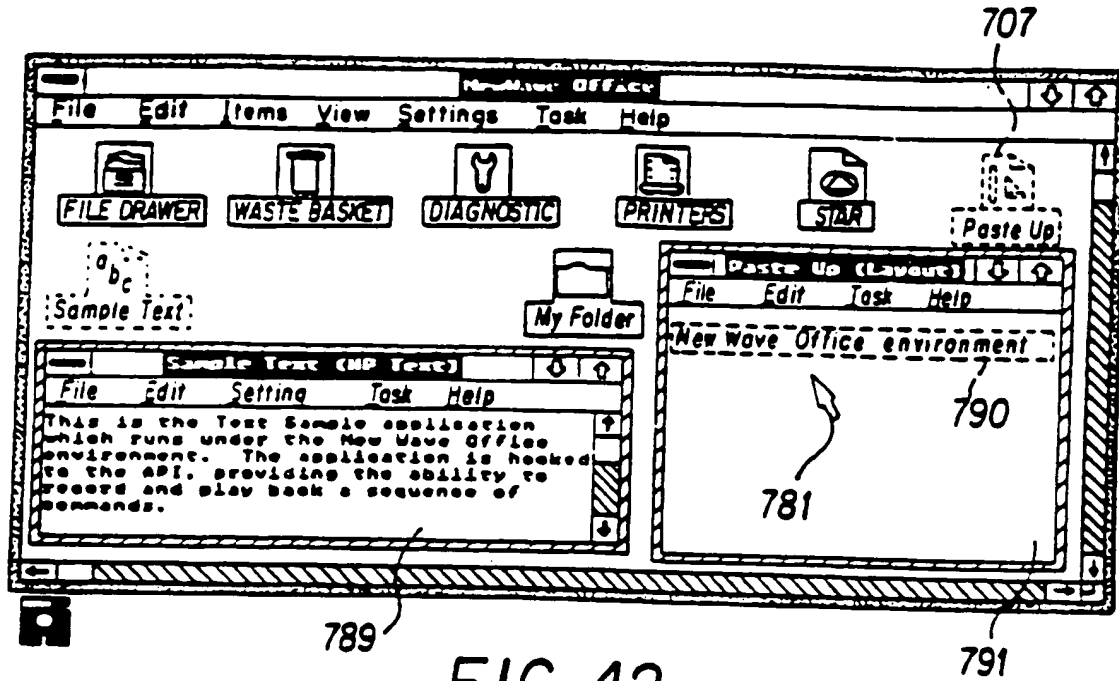 707
NewWave Office
File Edit Items View Settings Task Help
FILE DRAWER WASTE BASKET DIAGNOSTIC PRINTERS STAR Paste Up
abc
Sample Text
My Folder
Paste Up (Layout)
File Edit Task Help
New Wave Office environment
790
781
Sample Text (HP Text)
File Edit Setting Task Help
This is the Text Sample application
which runs under the New Wave Office
environment. The application is hooked
to the API, providing the ability to
record and play back a sequence of
commands.
789
791
FIG 42